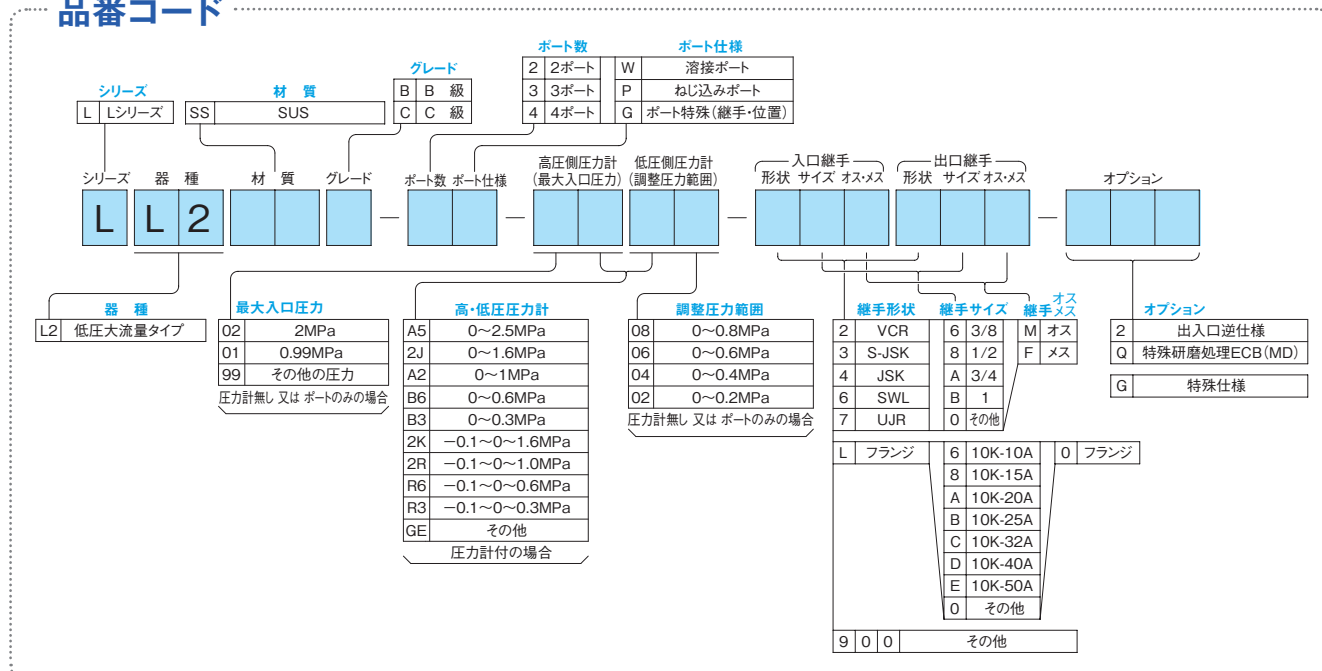 品番コード
シリーズ
L Lシリーズ
材 質
SS SUS
グレード
B B 級
C C 級
ポート数
2 2ポート
3 3ポート
4 4ポート
ポート仕様
W 溶接ポート
P ねじ込みポート
G ポート特殊(継手・位置)
シリーズ 器 種 材 質 グレード ポート数 ポート仕様
高圧側圧力計
(最大入口圧力)
低圧側圧力計
(調整圧力範囲)
入口継手
形状 サイズ オス・メス
出口継手
形状 サイズ オス・メス
オプション
L L 2 — — — —
器 種
L2 低圧大流量タイプ
最大入口圧力
02 2MPa
01 0.99MPa
99 その他の圧力
圧力計無し 又は ポートのみの場合
高・低圧圧力計
A5 0〜2.5MPa
2J 0〜1.6MPa
A2 0〜1MPa
B6 0〜0.6MPa
B3 0〜0.3MPa
2K −0.1〜0〜1.6MPa
2R −0.1〜0〜1.0MPa
R6 −0.1〜0〜0.6MPa
R3 −0.1〜0〜0.3MPa
GE その他
圧力計付の場合
調整圧力範囲
08 0〜0.8MPa
06 0〜0.6MPa
04 0〜0.4MPa
02 0〜0.2MPa
圧力計無し 又は ポートのみの場合
継手形状
2 VCR
3 S-JSK
4 JSK
6 SWL
7 UJR
継手サイズ
6 3/8
8 1/2
A 3/4
B 1
0 その他
継手オスメス
M オス
F メス
L フランジ
6 10K-10A
8 10K-15A
A 10K-20A
B 10K-25A
C 10K-32A
D 10K-40A
E 10K-50A
0 その他
0 フランジ
9 0 0 その他
オプション
2 出入口逆仕様
Q 特殊研磨処理ECB(MD)
G 特殊仕様